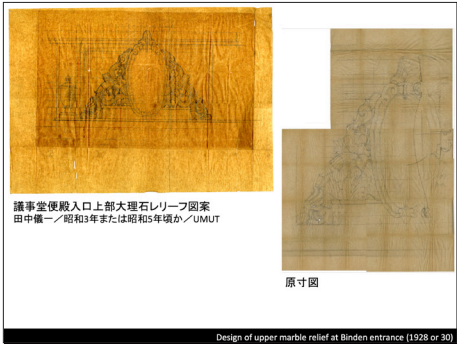 議事堂便殿入口上部大理石レリーフ図案
田中儀一／昭和3年または昭和5年頃か／UMUT
原寸図
Design of upper marble relief at Binden entrance (1928 or 30)